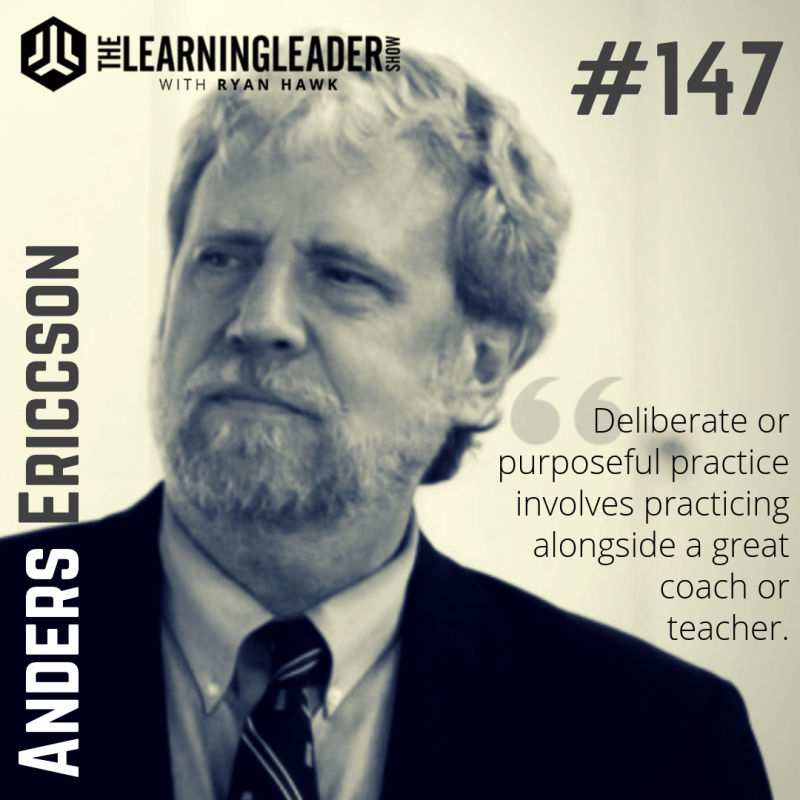 THE LEARNINGLEADER SHOW
WITH RYAN HAWK
#147
ANDERS ERICCSON
“
Deliberate or
purposeful practice
involves practicing
alongside a great
coach or
teacher.